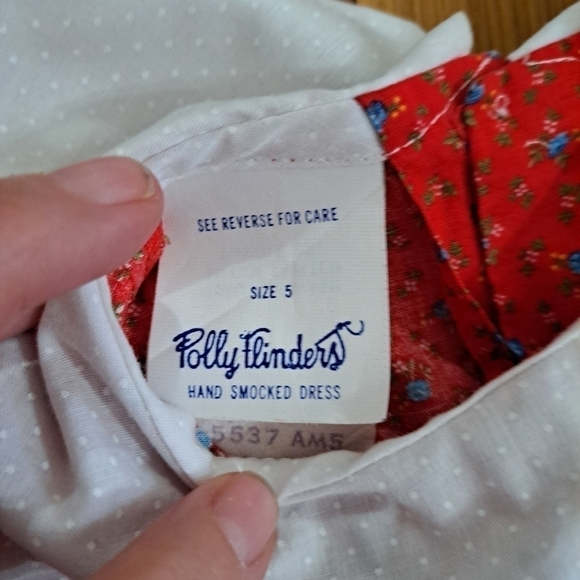 SEE REVERSE FOR CARE
SIZE 5
Polly Flinders
HAND SMOCKED DRESS
5537 AM5